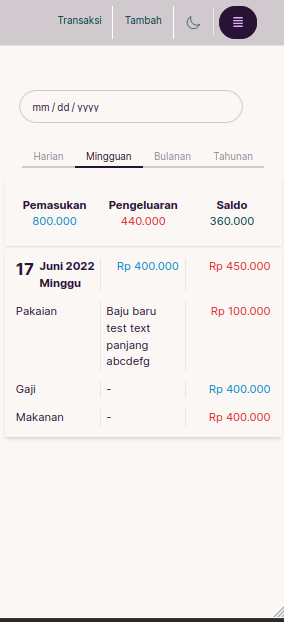 Transaksi Tambah
mm / dd / yyyy
Harian Mingguan Bulanan Tahunan
Pemasukan Pengeluaran Saldo
800.000 440.000 360.000
17 Juni 2022 Rp 400.000 Rp 450.000
Minggu
Pakaian Baju baru Rp 100.000
test text
panjang
abcdefg
Gaji - Rp 400.000
Makanan - Rp 400.000